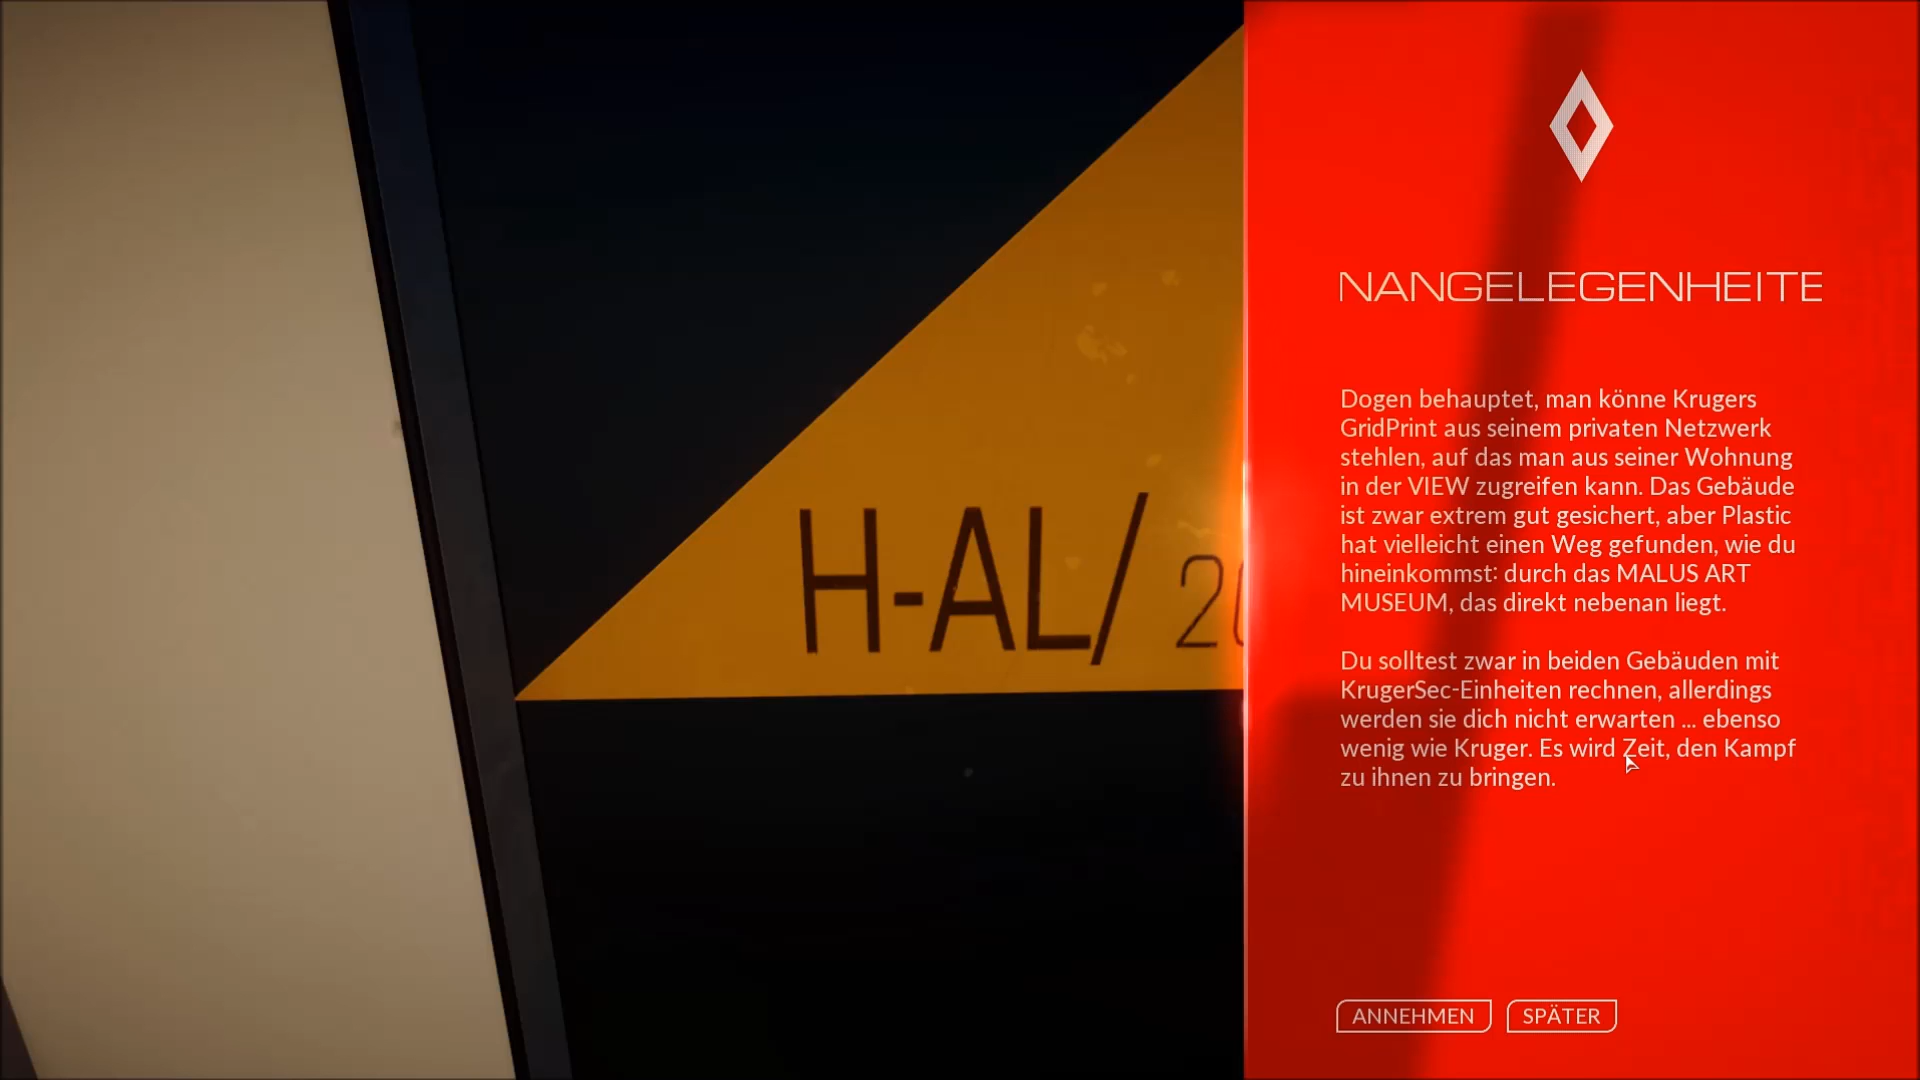 H-AL/
NANGELEGENHEITE
Dogen behauptet, man könne Krugers
GridPrint aus seinem privaten Netzwerk
stehlen, auf das man aus seiner Wohnung
in der VIEW zugreifen kann. Das Gebäude
ist zwar extrem gut gesichert, aber Plastic
hat vielleicht einen Weg gefunden, wie du
hineinkommst: durch das MALUS ART
MUSEUM, das direkt nebenan liegt.
Du solltest zwar in beiden Gebäuden mit
KrugerSec-Einheiten rechnen, allerdings
werden sie dich nicht erwarten ... ebenso
wenig wie Kruger. Es wird Zeit, den Kampf
zu ihnen zu bringen.
ANNEHMEN SPÄTER